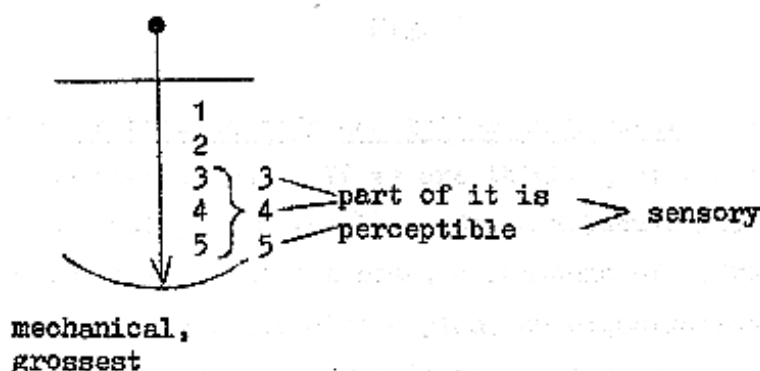 1
2
3 3 part of it is
4 4 sensory
5 5 perceptible
mechanical,
grossest